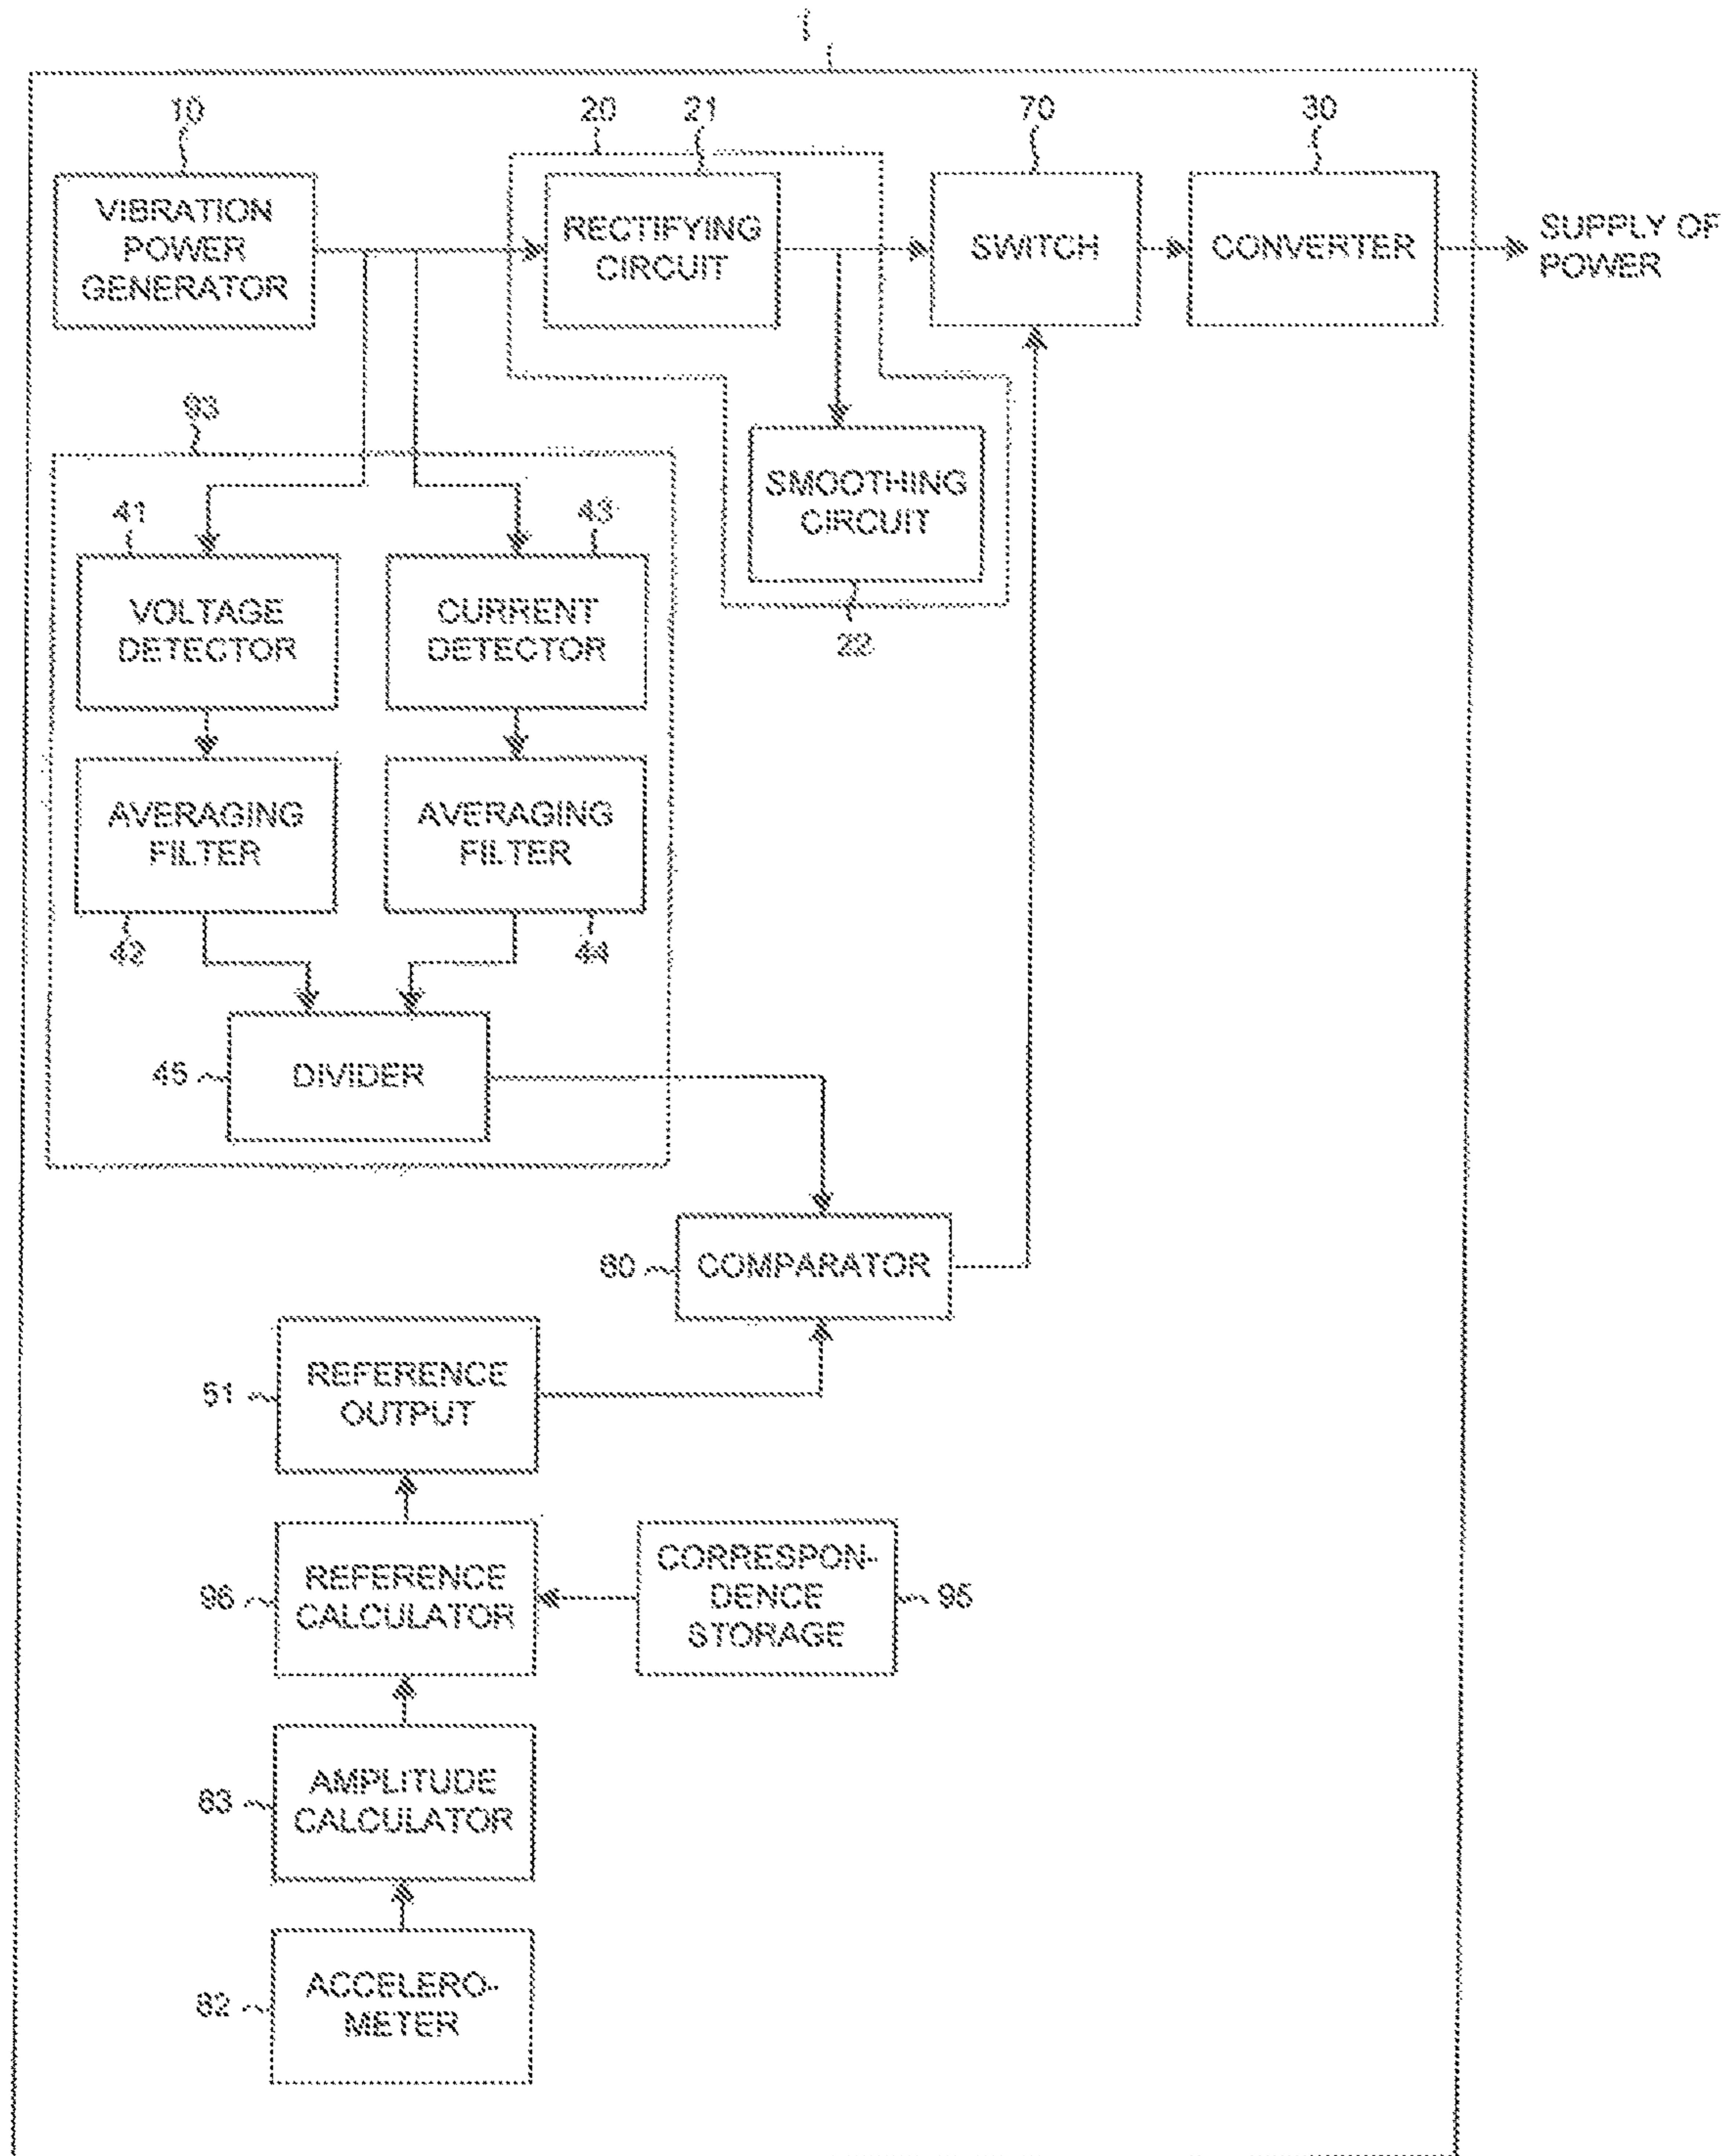 1
10
20
21
70
30
VIBRATION
POWER
GENERATOR
RECTIFYING
CIRCUIT
SWITCH
CONVERTER
SUPPLY OF
POWER
93
SMOOTHING
CIRCUIT
22
41
43
VOLTAGE
DETECTOR
CURRENT
DETECTOR
AVERAGING
FILTER
AVERAGING
FILTER
42
44
45
DIVIDER
60
COMPARATOR
51
REFERENCE
OUTPUT
96
REFERENCE
CALCULATOR
CORRESPON-
DENCE
STORAGE
95
83
AMPLITUDE
CALCULATOR
82
ACCELERO-
METER